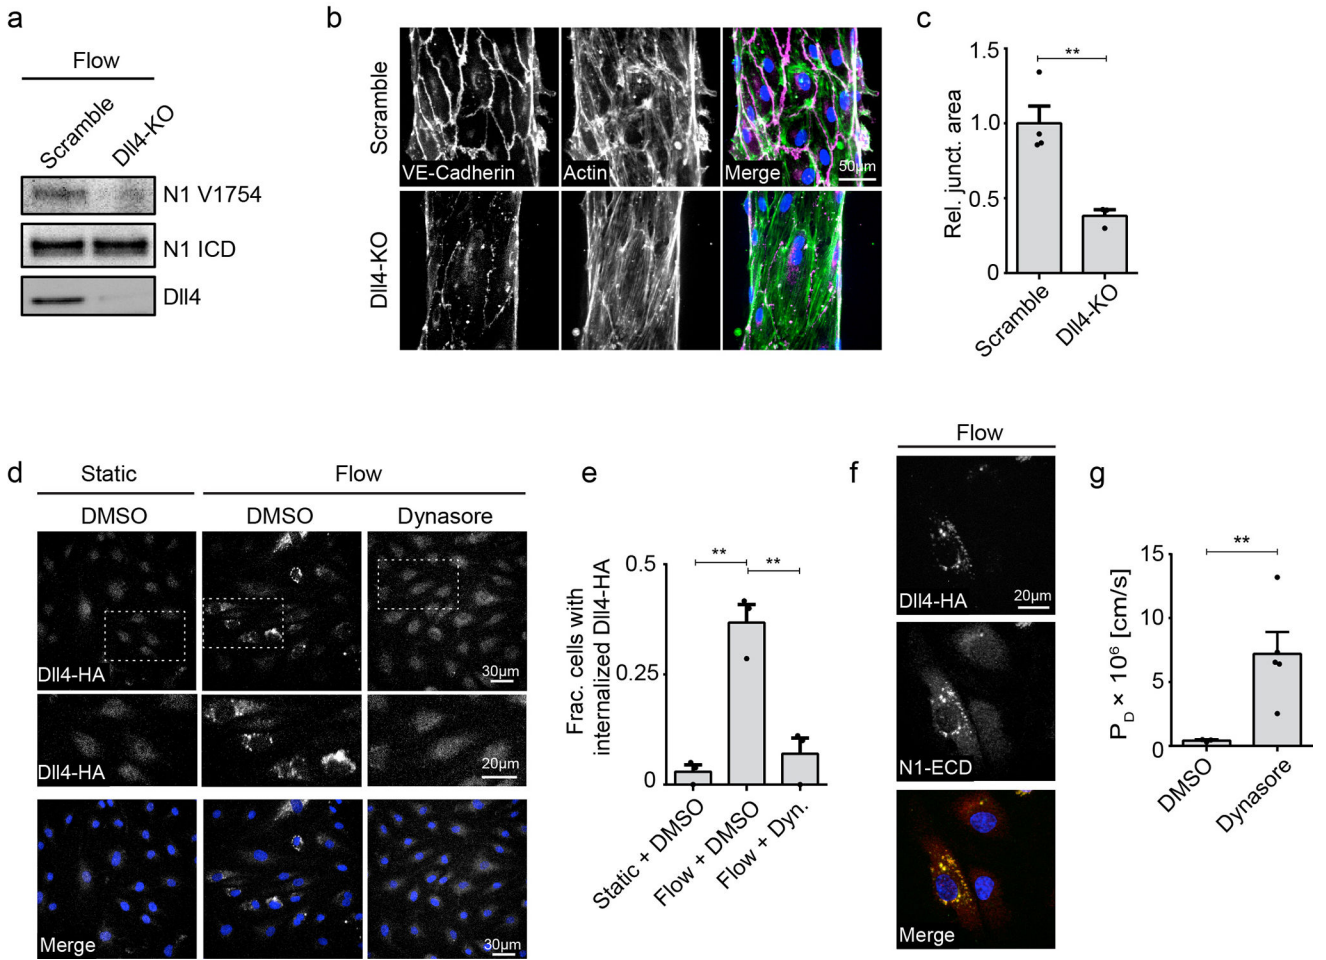 a
Flow
Scramble
Dll4-KO
N1 V1754
N1 ICD
Dll4
b
Scramble
VE-Cadherin
Actin
Merge
50µm
Dll4-KO
c
Rel. junct. area
1.5
1.0
0.5
0
**
Scramble
Dll4-KO
d
Static
Flow
DMSO
DMSO
Dynasore
Dll4-HA
30µm
Dll4-HA
20µm
Merge
30µm
e
Frac. cells with
internalized Dll4-HA
0.5
0.25
0
**
**
Static + DMSO
Flow + DMSO
Flow + Dyn.
f
Flow
Dll4-HA
20µm
N1-ECD
Merge
g
P_D × 10⁶ [cm/s]
15
10
5
0
**
DMSO
Dynasore